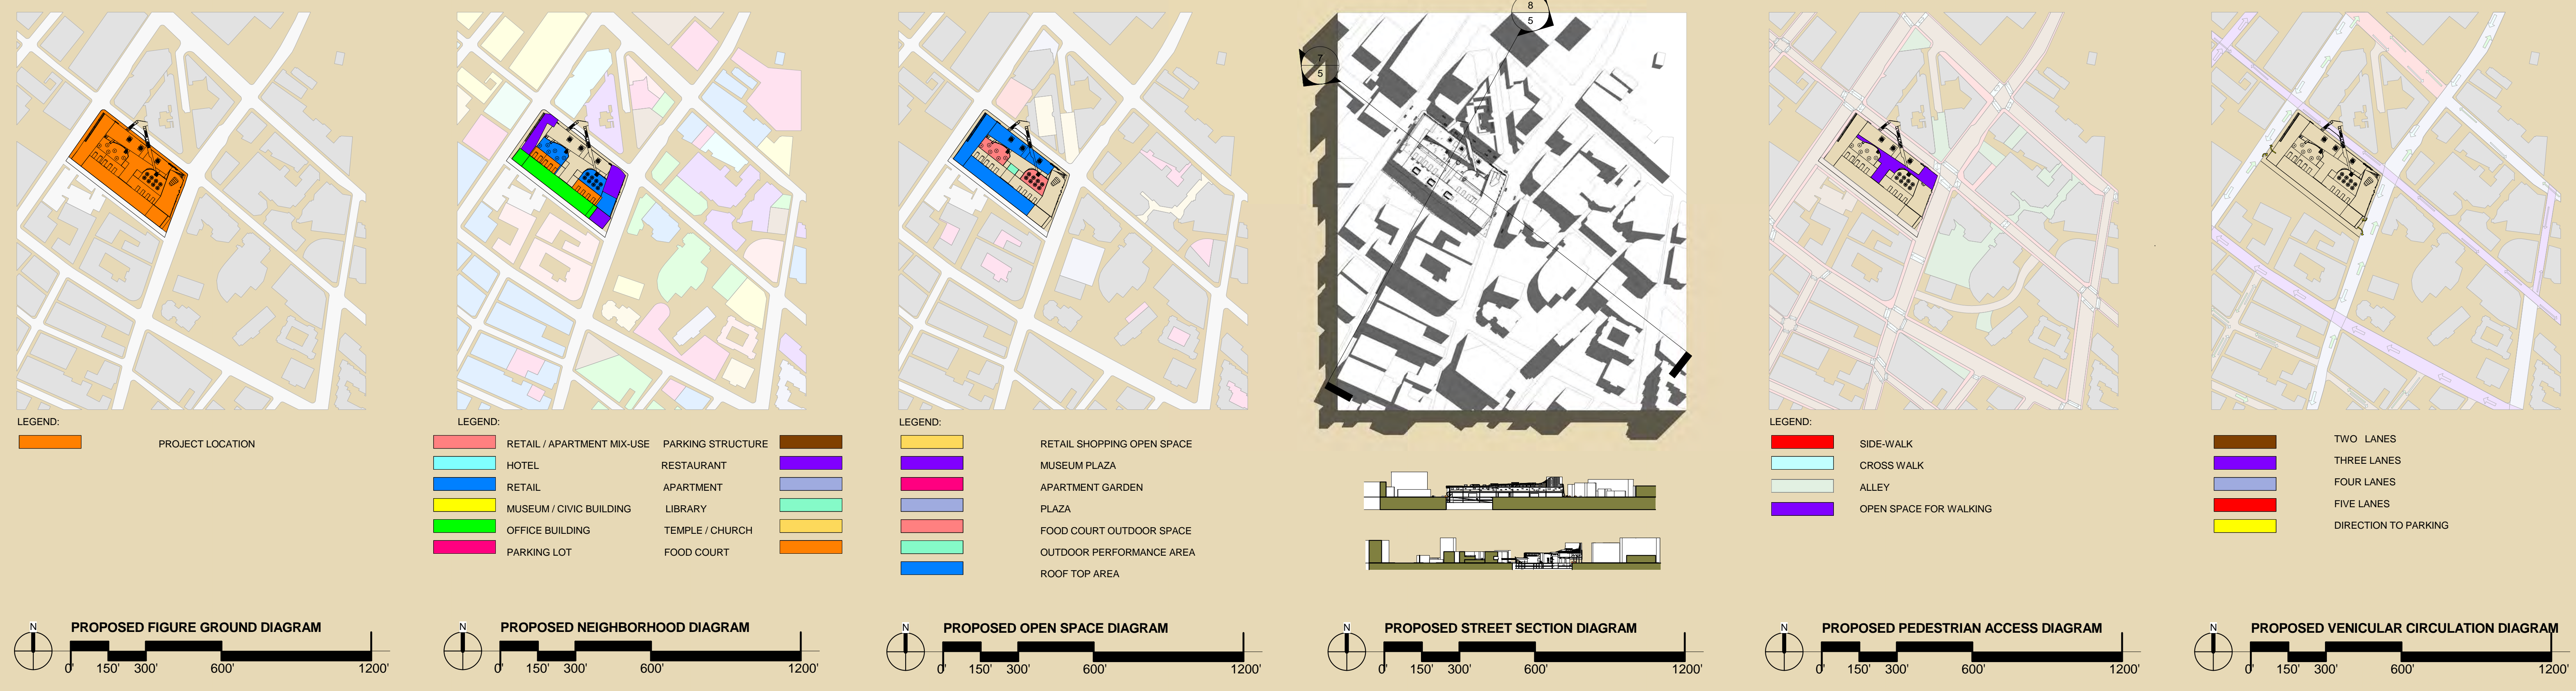 8
5
7
5
LEGEND:
PROJECT LOCATION
LEGEND:
RETAIL / APARTMENT MIX-USE PARKING STRUCTURE
HOTEL RESTAURANT
RETAIL APARTMENT
MUSEUM / CIVIC BUILDING LIBRARY
OFFICE BUILDING TEMPLE / CHURCH
PARKING LOT FOOD COURT
LEGEND:
RETAIL SHOPPING OPEN SPACE
MUSEUM PLAZA
APARTMENT GARDEN
PLAZA
FOOD COURT OUTDOOR SPACE
OUTDOOR PERFORMANCE AREA
ROOF TOP AREA
LEGEND:
SIDE-WALK
CROSS WALK
ALLEY
OPEN SPACE FOR WALKING
TWO LANES
THREE LANES
FOUR LANES
FIVE LANES
DIRECTION TO PARKING
N
PROPOSED FIGURE GROUND DIAGRAM
0' 150' 300' 600' 1200'
N
PROPOSED NEIGHBORHOOD DIAGRAM
0' 150' 300' 600' 1200'
N
PROPOSED OPEN SPACE DIAGRAM
0' 150' 300' 600' 1200'
N
PROPOSED STREET SECTION DIAGRAM
0' 150' 300' 600' 1200'
N
PROPOSED PEDESTRIAN ACCESS DIAGRAM
0' 150' 300' 600' 1200'
N
PROPOSED VENICULAR CIRCULATION DIAGRAM
0' 150' 300' 600' 1200'